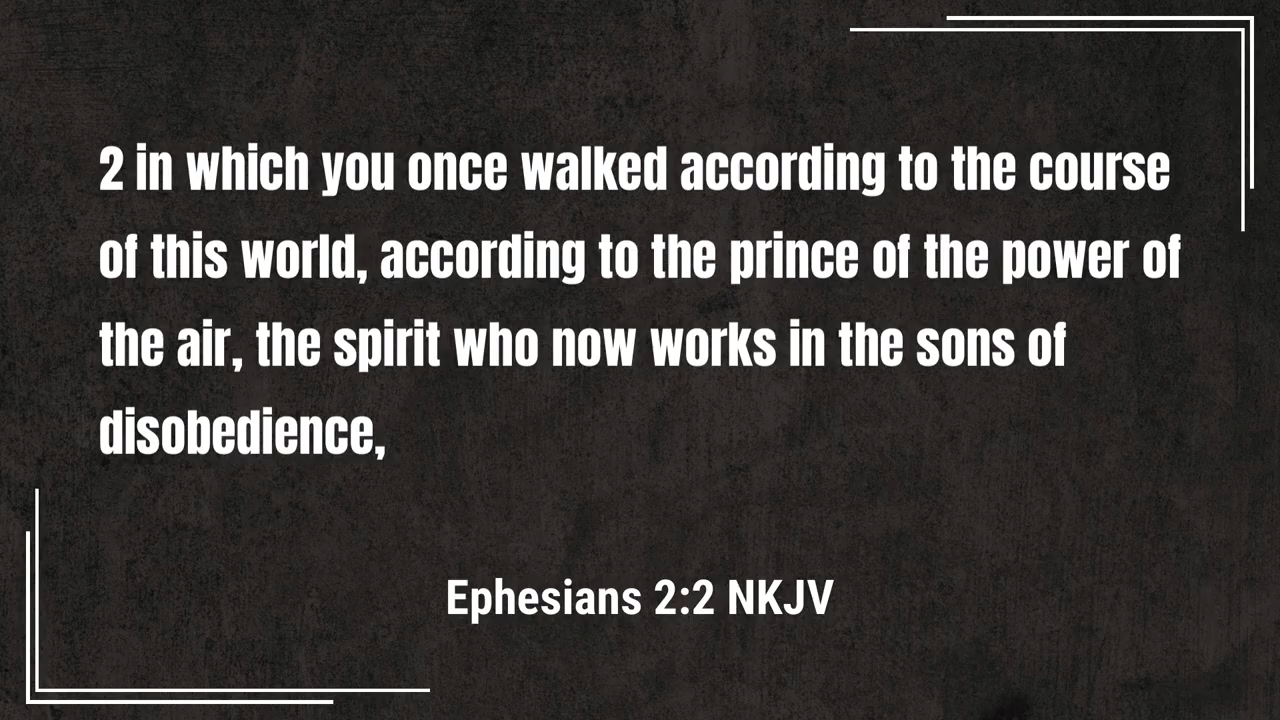 2 in which you once walked according to the course
of this world, according to the prince of the power of
the air, the spirit who now works in the sons of
disobedience,
Ephesians 2:2 NKJV